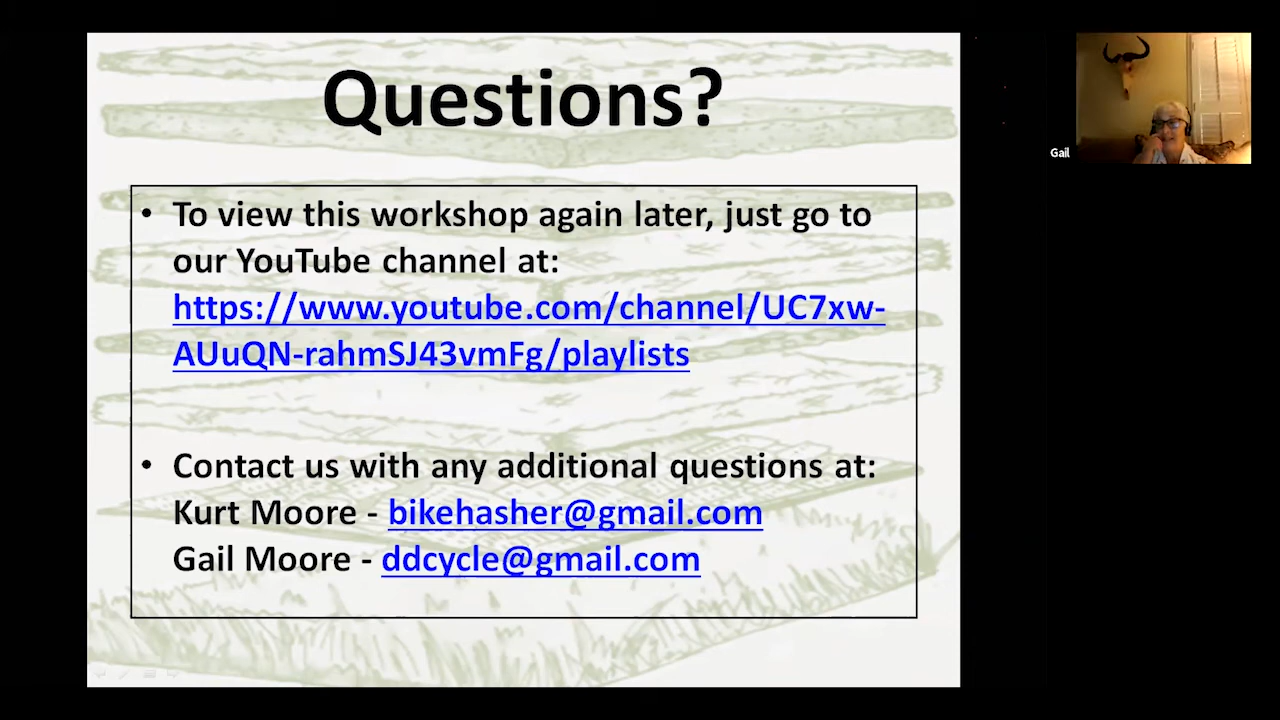 Questions?
• To view this workshop again later, just go to
our YouTube channel at:
https://www.youtube.com/channel/UC7xw-
AUuQN-rahmSJ43vmFg/playlists
• Contact us with any additional questions at:
Kurt Moore - bikehasher@gmail.com
Gail Moore - ddcycle@gmail.com
Gail